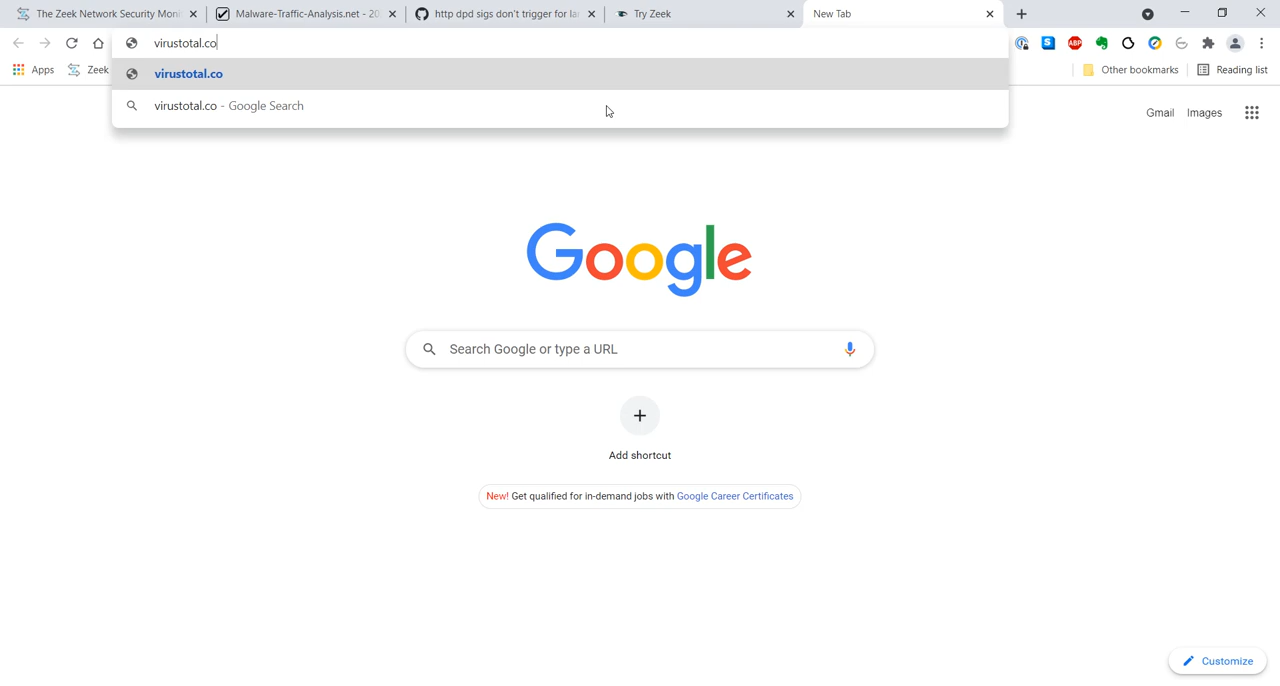 The Zeek Network Security Moni
Malware-Traffic-Analysis.net - 20
http dpd sigs don't trigger for la
Try Zeek
New Tab
virustotal.co
ABP
Apps
Zeek
virustotal.co
Other bookmarks
Reading list
virustotal.co - Google Search
Gmail
Images
Google
Search Google or type a URL
Add shortcut
New! Get qualified for in-demand jobs with Google Career Certificates
Customize